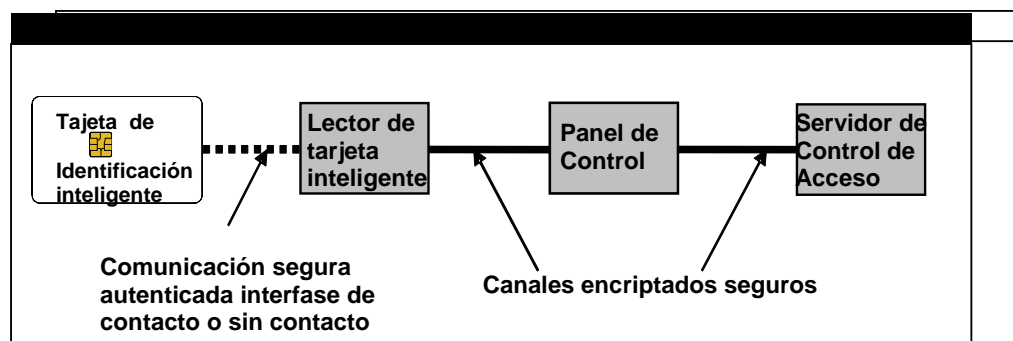 Tajeta de
Identificación
inteligente
Lector de
tarjeta
inteligente
Panel de
Control
Servidor de
Control de
Acceso
Comunicación segura
autenticada interfase de
contacto o sin contacto
Canales encriptados seguros